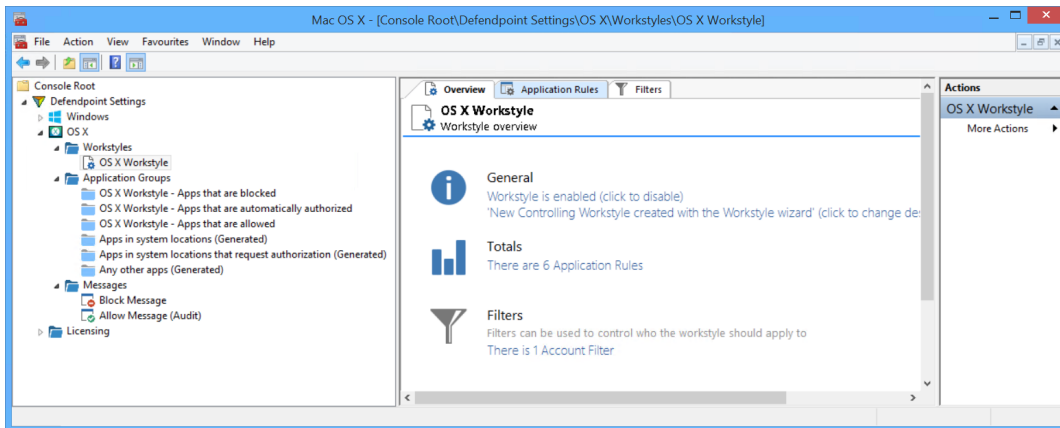 Mac OS X - [Console Root\Defendpoint Settings\OS X\Workstyles\OS X Workstyle]
File Action View Favourites Window Help
Console Root
Defendpoint Settings
Windows
OS X
Workstyles
OS X Workstyle
Application Groups
OS X Workstyle - Apps that are blocked
OS X Workstyle - Apps that are automatically authorized
OS X Workstyle - Apps that are allowed
Apps in system locations (Generated)
Apps in system locations that request authorization (Generated)
Any other apps (Generated)
Messages
Block Message
Allow Message (Audit)
Licensing
Overview Application Rules Filters
OS X Workstyle
Workstyle overview
General
Workstyle is enabled (click to disable)
'New Controlling Workstyle created with the Workstyle wizard' (click to change des
Totals
There are 6 Application Rules
Filters
Filters can be used to control who the workstyle should apply to
There is 1 Account Filter
Actions
OS X Workstyle
More Actions